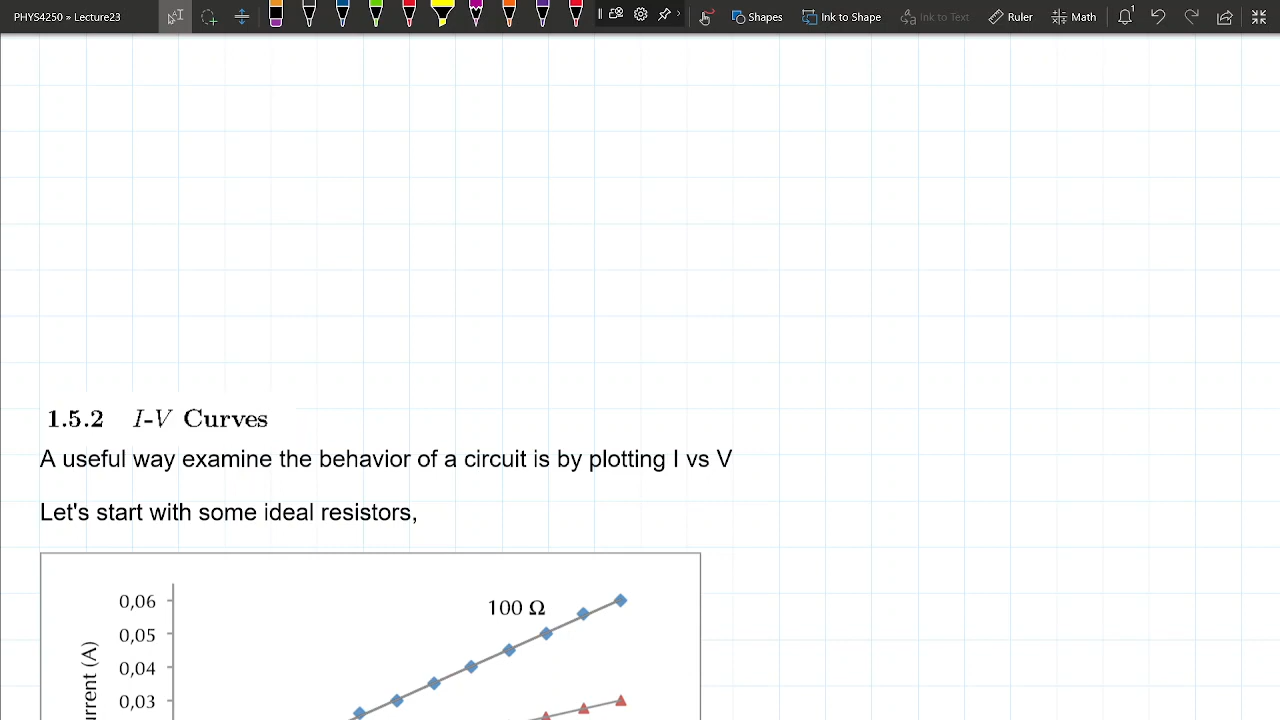 PHYS4250 » Lecture23
Shapes
Ink to Shape
Ink to Text
Ruler
Math
1.5.2 I-V Curves
A useful way examine the behavior of a circuit is by plotting I vs V
Let's start with some ideal resistors,
0,06
100 Ω
0,05
0,04
0,03
urrent (A)